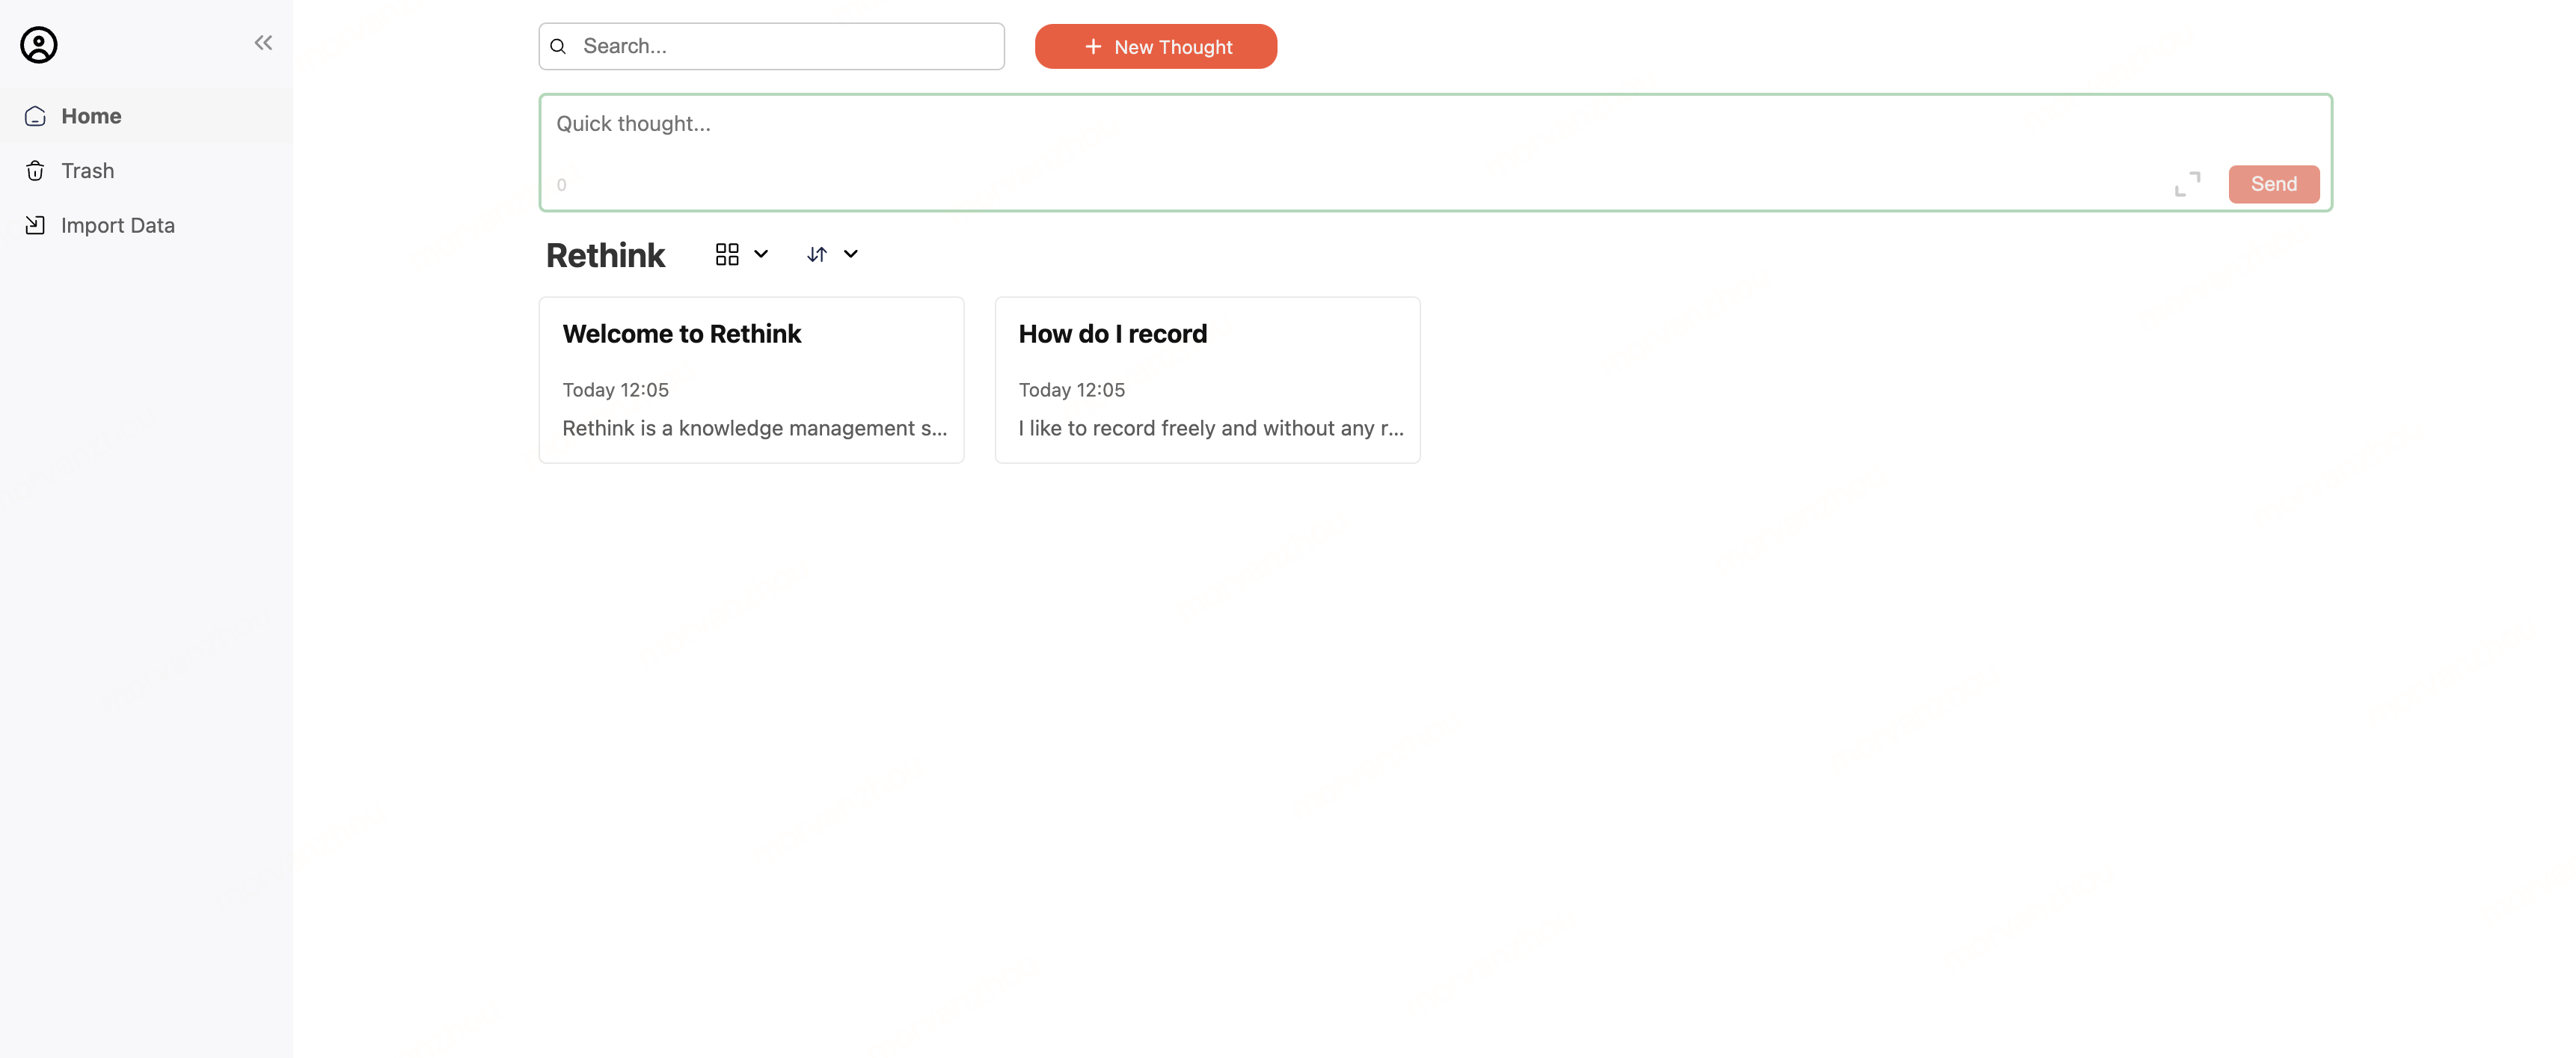 Search...
+ New Thought
Home
Trash
Import Data
Quick thought...
0
Send
Rethink
Welcome to Rethink
Today 12:05
Rethink is a knowledge management s...
How do I record
Today 12:05
I like to record freely and without any r...